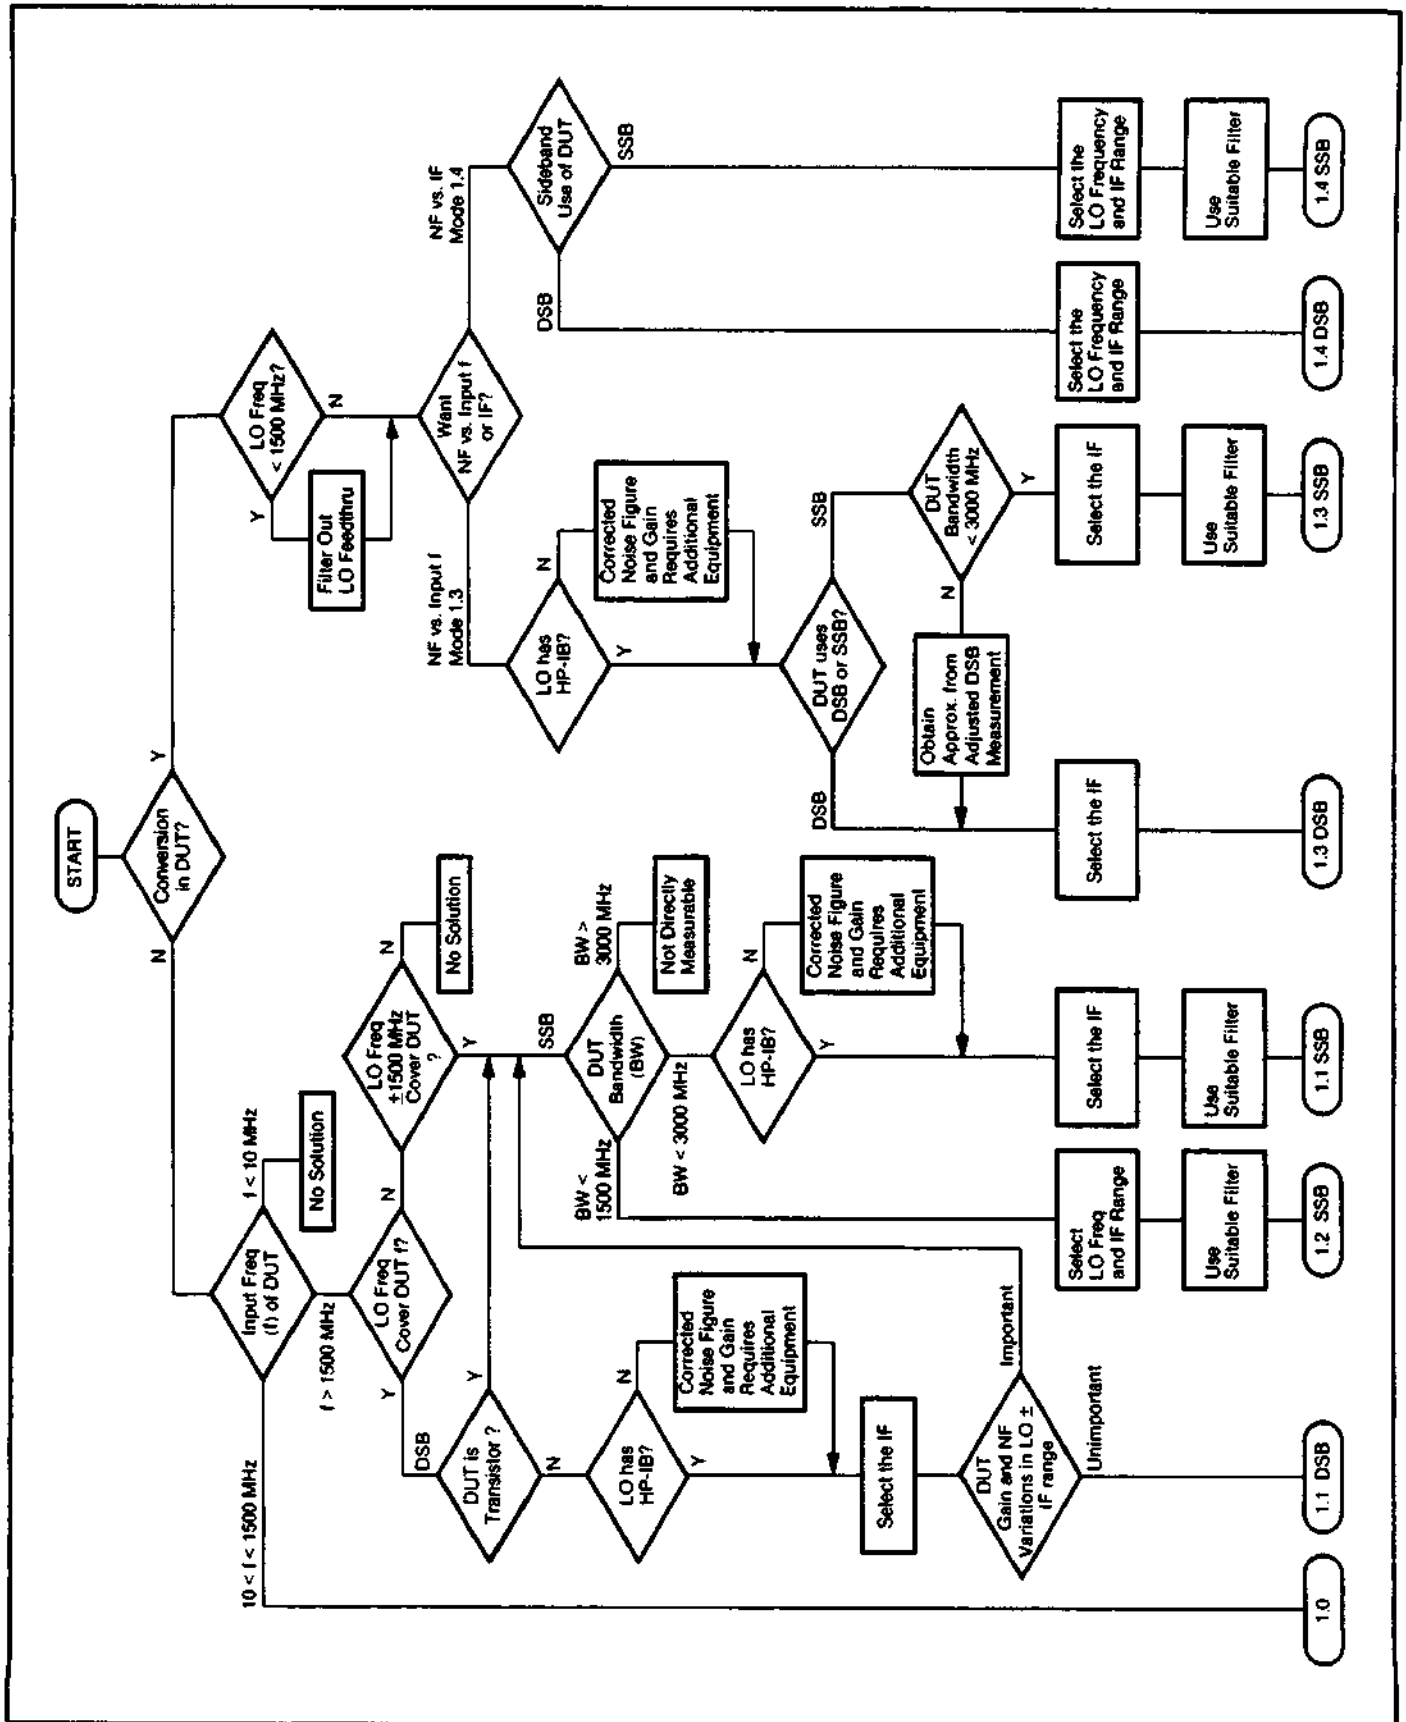 START
Conversion
in DUT?
N
Y
Input Freq
(f) of DUT
10 < f < 1500 MHz
f < 10 MHz
No Solution
f > 1500 MHz
LO Freq
Cover DUT f?
Y
N
LO Freq
±1500 MHz
Cover DUT
?
N
No Solution
Y
DSB
DUT is
Transistor ?
Y
N
LO has
HP-IB?
N
Corrected
Noise Figure
and Gain
Requires
Additional
Equipment
Y
Select the IF
DUT
Gain and NF
Variations in LO ±
IF range
Important
Unimportant
SSB
DUT
Bandwidth
(BW)
BW <
1500 MHz
BW >
3000 MHz
Not Directly
Measurable
BW < 3000 MHz
LO has
HP-IB?
N
Corrected
Noise Figure
and Gain
Requires
Additional
Equipment
Y
Select
LO Freq
and IF Range
Use
Suitable Filter
Select the IF
Use
Suitable Filter
LO Freq
< 1500 MHz?
Y
N
Filter Out
LO Feedthru
Want
NF vs. Input f
or IF?
NF vs. Input f
Mode 1.3
NF vs. IF
Mode 1.4
LO has
HP-IB?
N
Corrected
Noise Figure
and Gain
Requires
Additional
Equipment
Y
DUT uses
DSB or SSB?
DSB
SSB
DUT
Bandwidth
< 3000 MHz
N
Y
Obtain
Approx. from
Adjusted DSB
Measurement
Select the IF
Select the IF
Use
Suitable Filter
Sideband
Use of DUT
DSB
SSB
Select the
LO Frequency
and IF Range
Select the
LO Frequency
and IF Range
Use
Suitable Filter
1.0
1.1 DSB
1.2 SSB
1.1 SSB
1.3 DSB
1.3 SSB
1.4 DSB
1.4 SSB